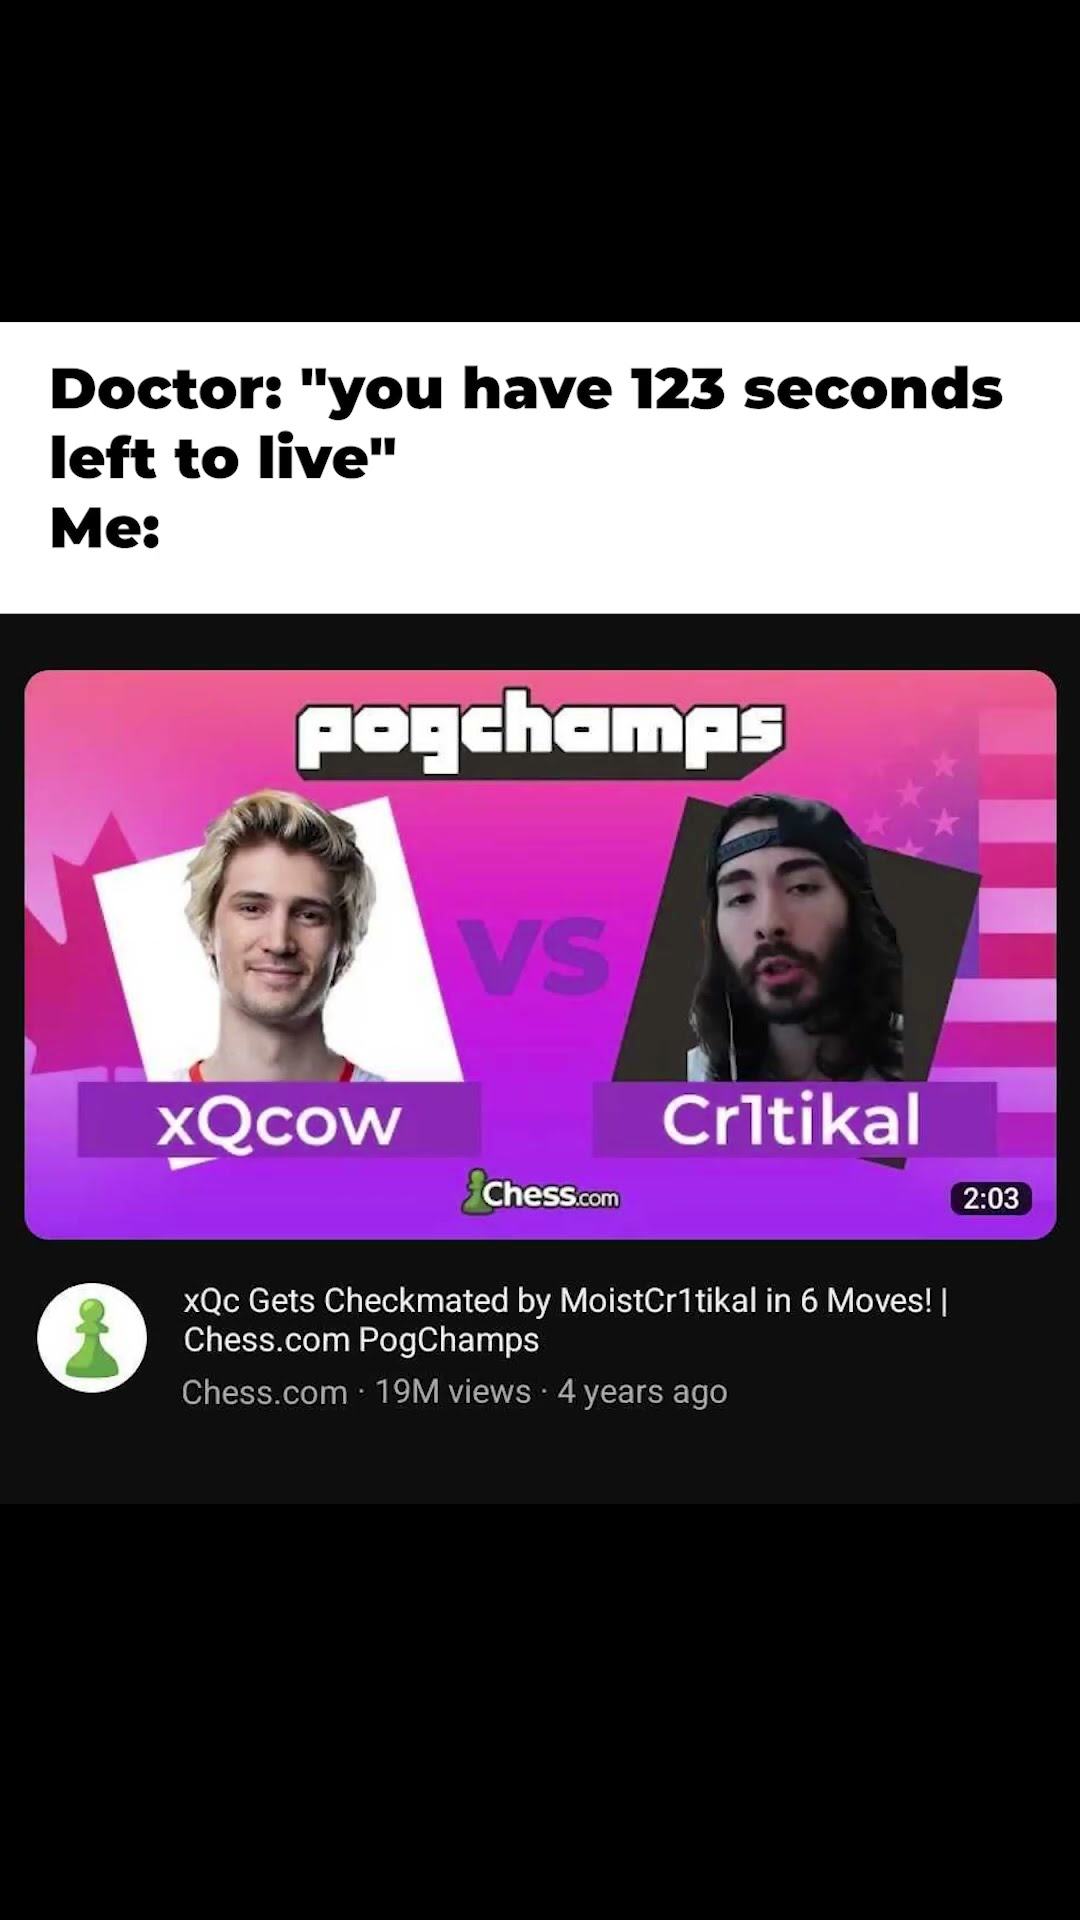 Doctor: "you have 123 seconds
left to live"
Me:
pogchamps
VS
xQcow
Cr1tikal
Chess.com
2:03
xQc Gets Checkmated by MoistCr1tikal in 6 Moves! |
Chess.com PogChamps
Chess.com · 19M views · 4 years ago